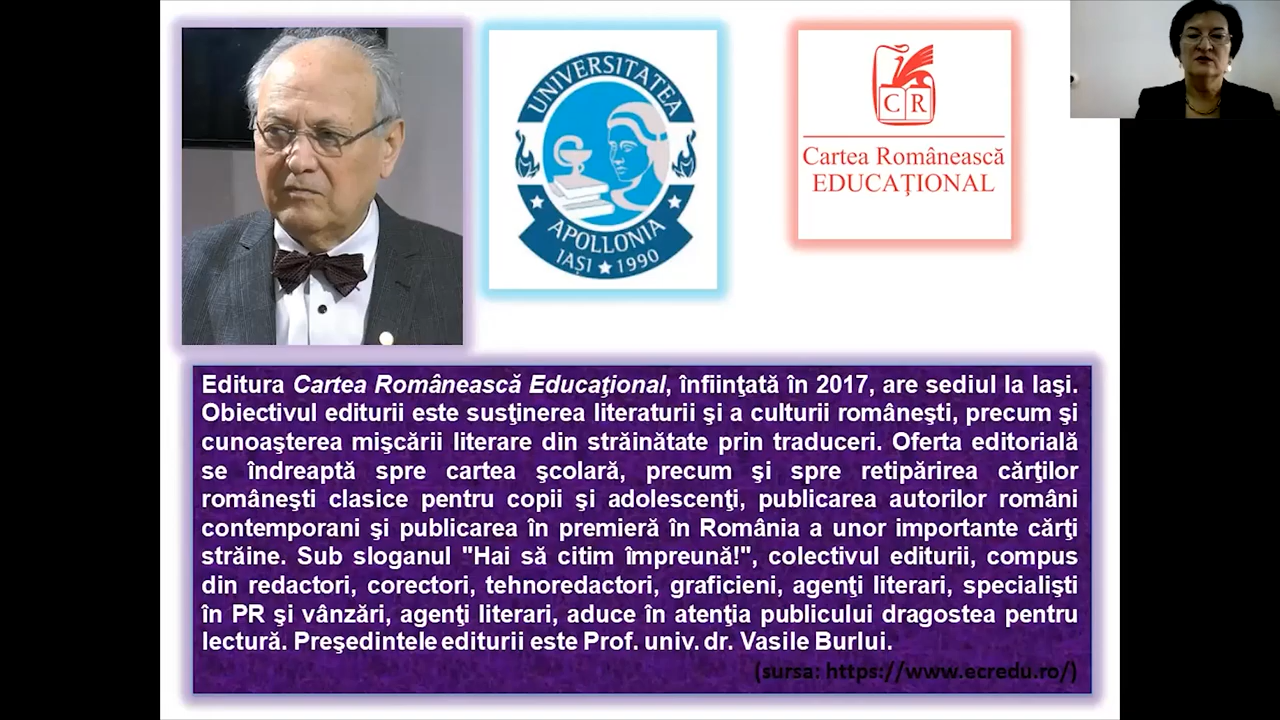 UNIVERSITATEA
APOLLONIA
IAŞI ★ 1990
C R
Cartea Românească
EDUCAŢIONAL
Editura Cartea Românească Educaţional, înfiinţată în 2017, are sediul la Iaşi.
Obiectivul editurii este susţinerea literaturii şi a culturii româneşti, precum şi
cunoaşterea mişcării literare din străinătate prin traduceri. Oferta editorială
se îndreaptă spre cartea şcolară, precum şi spre retipărirea cărţilor
româneşti clasice pentru copii şi adolescenţi, publicarea autorilor români
contemporani şi publicarea în premieră în România a unor importante cărţi
străine. Sub sloganul "Hai să citim împreună!", colectivul editurii, compus
din redactori, corectori, tehnoredactori, graficieni, agenţi literari, specialişti
în PR şi vânzări, agenţi literari, aduce în atenţia publicului dragostea pentru
lectură. Preşedintele editurii este Prof. univ. dr. Vasile Burlui.
(sursa: https://www.ecredu.ro/)